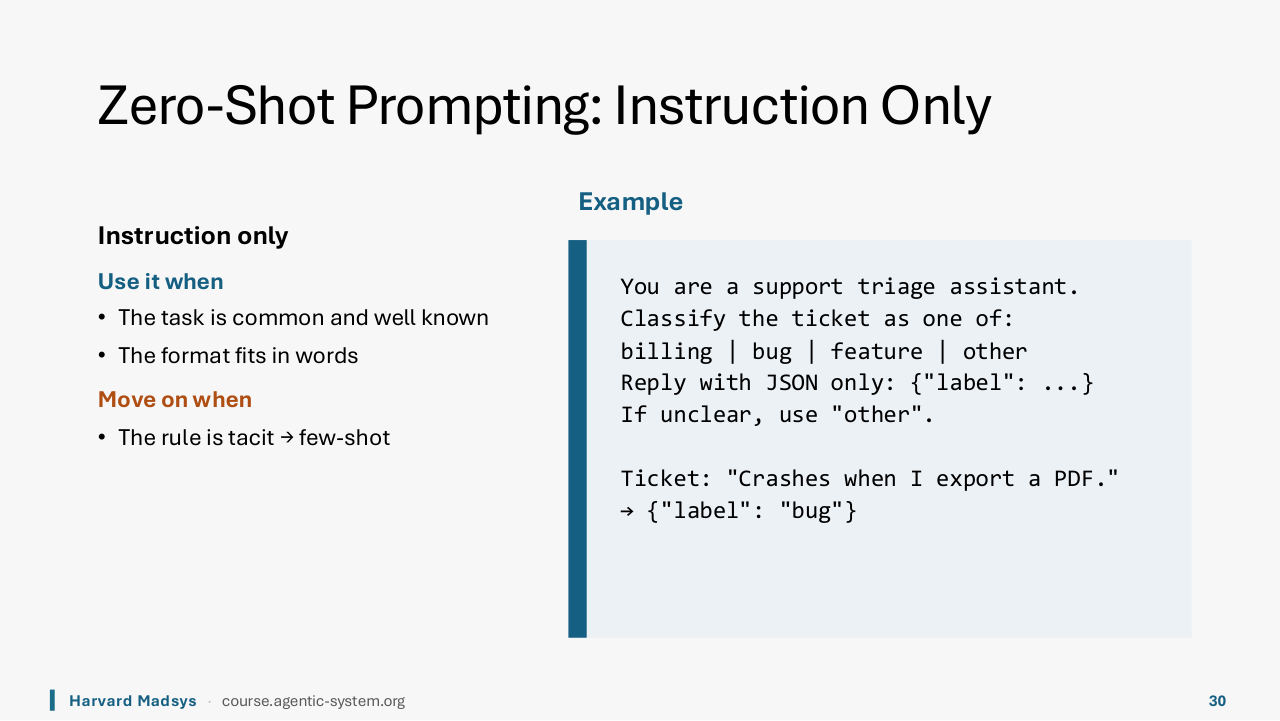 Zero-Shot Prompting: Instruction Only
Instruction only
Use it when
• The task is common and well known
• The format fits in words
Move on when
• The rule is tacit → few-shot
Example
You are a support triage assistant.
Classify the ticket as one of:
billing | bug | feature | other
Reply with JSON only: {"label": ...}
If unclear, use "other".
Ticket: "Crashes when I export a PDF."
→ {"label": "bug"}
Harvard Madsys · course.agentic-system.org
30